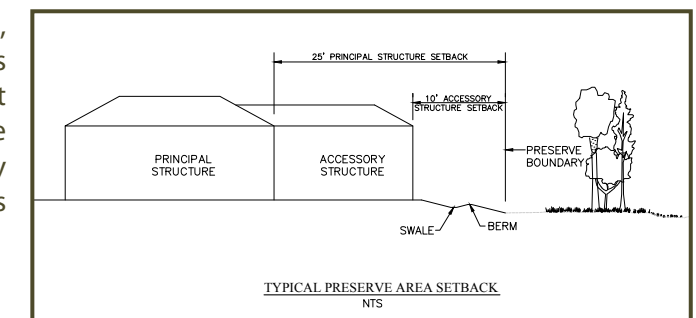 ,
s
t
e
y
s
25' PRINCIPAL STRUCTURE SETBACK
10' ACCESSORY
STRUCTURE SETBACK
PRINCIPAL
STRUCTURE
ACCESSORY
STRUCTURE
PRESERVE
BOUNDARY
SWALE
BERM
TYPICAL PRESERVE AREA SETBACK
NTS